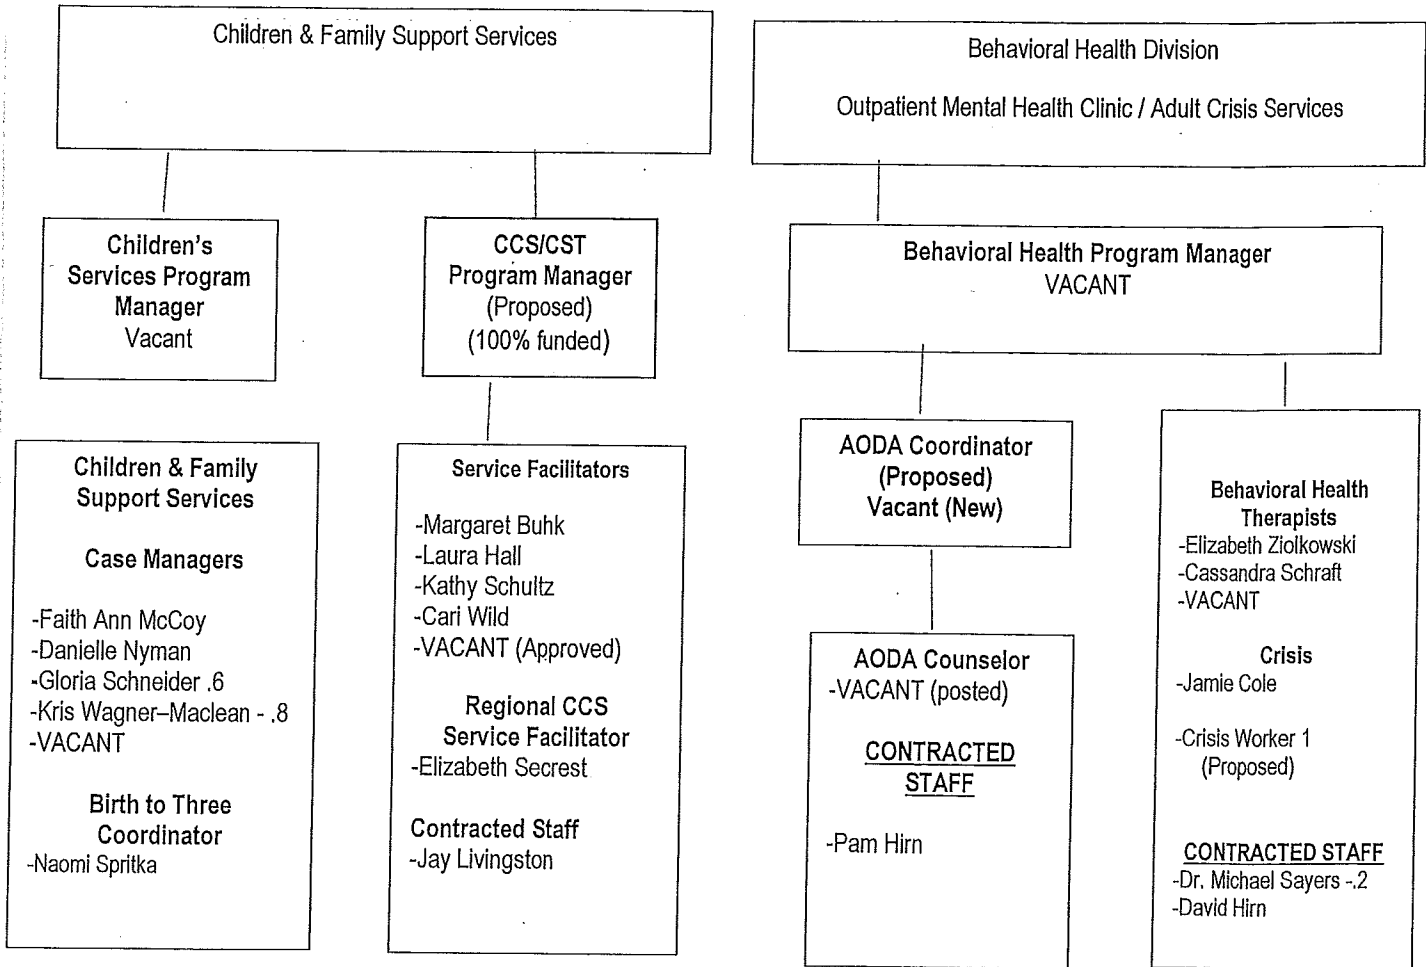 Children & Family Support Services
Children's
Services Program
Manager
Vacant
CCS/CST
Program Manager
(Proposed)
(100% funded)
Children & Family
Support Services
Case Managers
-Faith Ann McCoy
-Danielle Nyman
-Gloria Schneider .6
-Kris Wagner–Maclean - .8
-VACANT
Birth to Three
Coordinator
-Naomi Spritka
Service Facilitators
-Margaret Buhk
-Laura Hall
-Kathy Schultz
-Cari Wild
-VACANT (Approved)
Regional CCS
Service Facilitator
-Elizabeth Secrest
Contracted Staff
-Jay Livingston
Behavioral Health Division
Outpatient Mental Health Clinic / Adult Crisis Services
Behavioral Health Program Manager
VACANT
AODA Coordinator
(Proposed)
Vacant (New)
AODA Counselor
-VACANT (posted)
CONTRACTED
STAFF
-Pam Hirn
Behavioral Health
Therapists
-Elizabeth Ziolkowski
-Cassandra Schraft
-VACANT
Crisis
-Jamie Cole
-Crisis Worker 1
(Proposed)
CONTRACTED STAFF
-Dr. Michael Sayers -.2
-David Hirn